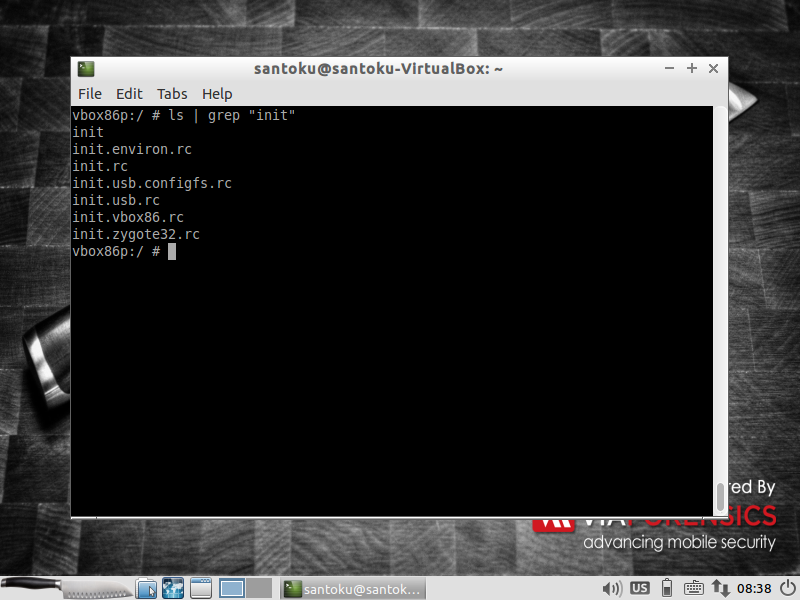 santoku@santoku-VirtualBox: ~
File Edit Tabs Help
vbox86p:/ # ls | grep "init"
init
init.environ.rc
init.rc
init.usb.configfs.rc
init.usb.rc
init.vbox86.rc
init.zygote32.rc
vbox86p:/ #
red By
VIAFORENSICS
advancing mobile security
santoku@santok...
US
08:38